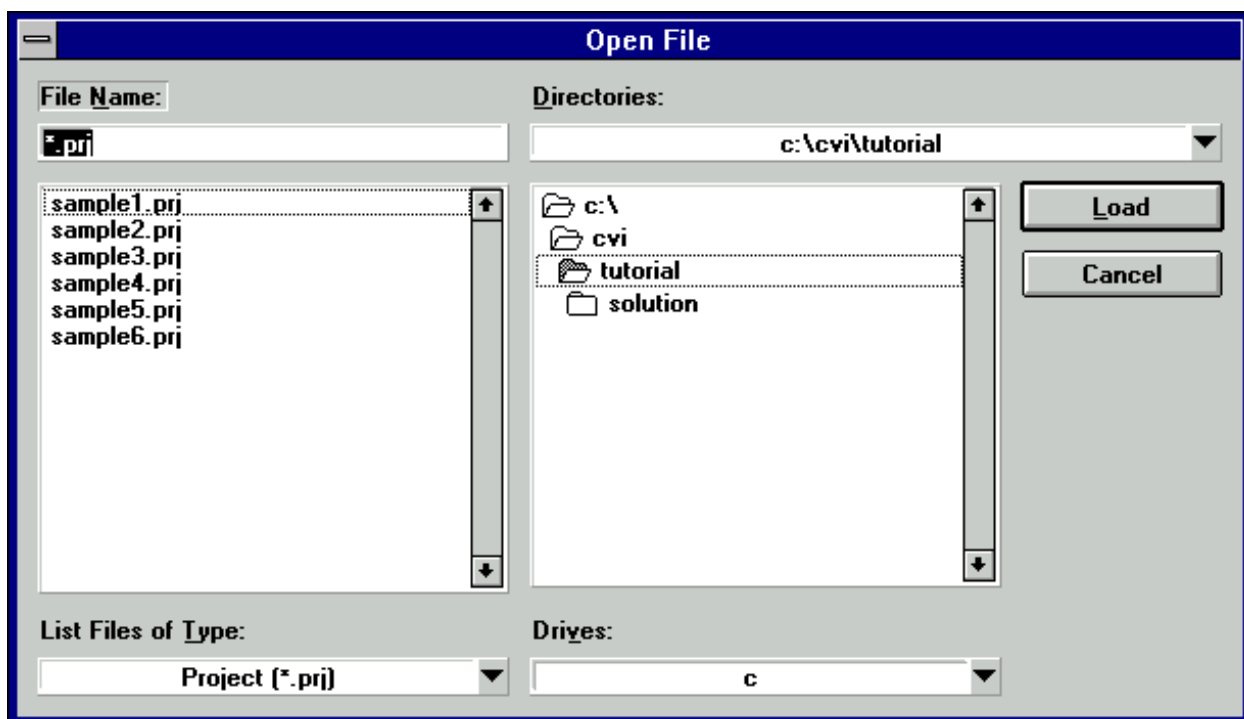 Open File
File Name:
*.prj
sample1.prj
sample2.prj
sample3.prj
sample4.prj
sample5.prj
sample6.prj
List Files of Type:
Project (*.prj)
Directories:
c:\cvi\tutorial
c:\
cvi
tutorial
solution
Drives:
c
Load
Cancel